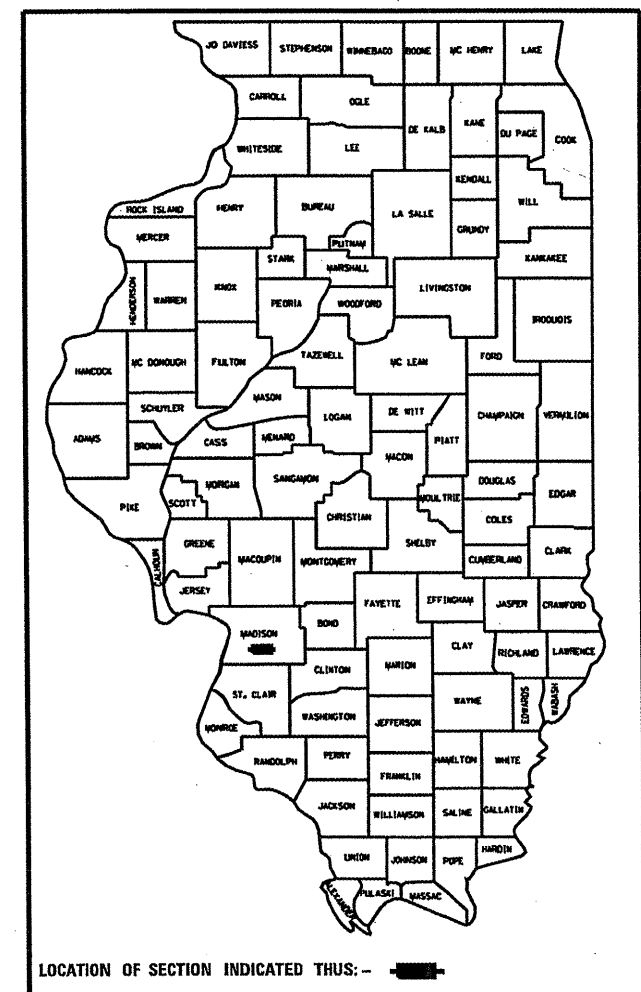 JO DAVIESS
STEPHENSON
WINNEBAGO
BOONE
MC HENRY
LAKE
CARROLL
OGLE
DE KALB
KANE
DU PAGE
COOK
WHITESIDE
LEE
KENDALL
WILL
ROCK ISLAND
HENRY
BUREAU
LA SALLE
GRUNDY
MERCER
PUTNAM
STARK
MARSHALL
KANKAKEE
HENDERSON
WARREN
KNOX
PEORIA
WOODFORD
LIVINGSTON
IROQUOIS
HANCOCK
MC DONOUGH
FULTON
TAZEWELL
MC LEAN
FORD
MASON
SCHUYLER
LOGAN
DE WITT
CHAMPAIGN
VERMILION
ADAMS
BROWN
CASS
MENARD
PIATT
MACON
MORGAN
SANGAMON
DOUGLAS
EDGAR
PIKE
SCOTT
MOULTRIE
CHRISTIAN
COLES
GREENE
MACOUPIN
MONTGOMERY
SHELBY
CUMBERLAND
CLARK
CALHOUN
JERSEY
FAYETTE
EFFINGHAM
JASPER
CRAWFORD
MADISON
BOND
CLAY
RICHLAND
LAWRENCE
CLINTON
MARION
ST. CLAIR
WAYNE
EDWARDS
WABASH
WASHINGTON
JEFFERSON
MONROE
RANDOLPH
PERRY
HAMILTON
WHITE
FRANKLIN
JACKSON
WILLIAMSON
SALINE
GALLATIN
UNION
JOHNSON
POPE
HARDIN
ALEXANDER
PULASKI
MASSAC
LOCATION OF SECTION INDICATED THUS:-